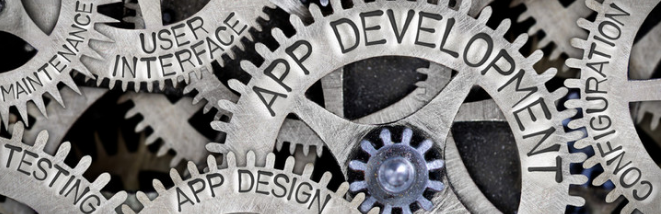 MAINTENANCE
USER
INTERFACE
APP DEVELOPMENT
CONFIGURATION
TESTING
APP DESIGN